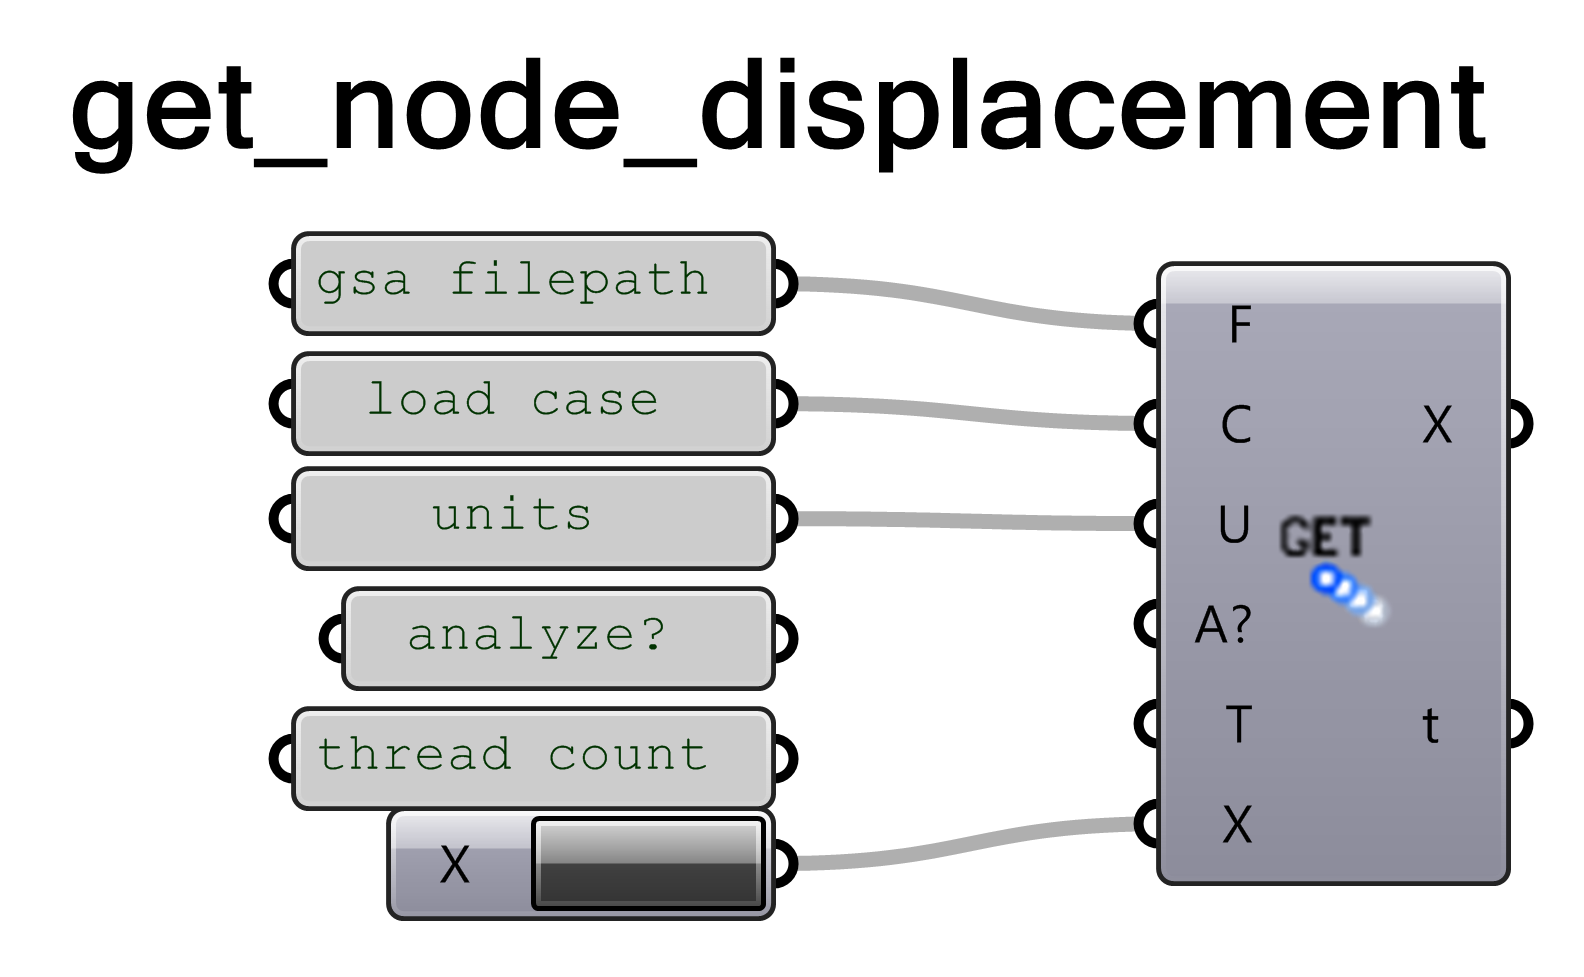 get_node_displacement
gsa filepath
load case
units
analyze?
thread count
X
F
C
X
U
GET
A?
T
t
X